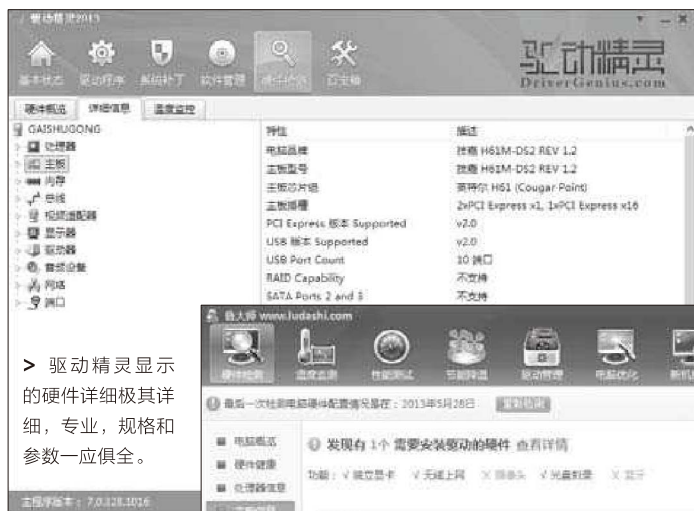 驱动精灵2013
基本状态 驱动程序 系统补丁 软件管理 硬件检测 百宝箱
驱动精灵
DriverGenius.com
硬件概览 详细信息 温度监控
GAISHUGONG
处理器
主板
内存
总线
视频适配器
显示器
驱动器
音频设备
网络
端口
特性 描述
电脑品牌 技嘉 H61M-DS2 REV 1.2
主板型号 技嘉 H61M-DS2 REV 1.2
主板芯片组 英特尔 H61 (Cougar Point)
主板插槽 2xPCI Express x1, 1xPCI Express x16
PCI Express 版本 Supported v2.0
USB 版本 Supported v2.0
USB Port Count 10 端口
RAID Capability 不支持
SATA Ports 2 and 3 不支持
> 驱动精灵显示
的硬件详细极其详
细，专业，规格和
参数一应俱全。
主程序版本： 7.0.328.1016
鲁大师 www.ludashi.com
硬件检测 温度监测 性能测试 节能降温 驱动管理 电脑优化
最后一次检测电脑硬件配置情况是在：2013年5月28日 重新检测
电脑概览
硬件健康
处理器信息
主板信息
发现有 1个 需要安装驱动的硬件 查看详情
功能：√ 独立显卡 √ 无线上网 X 摄像头 √ 光盘刻录 X 蓝牙